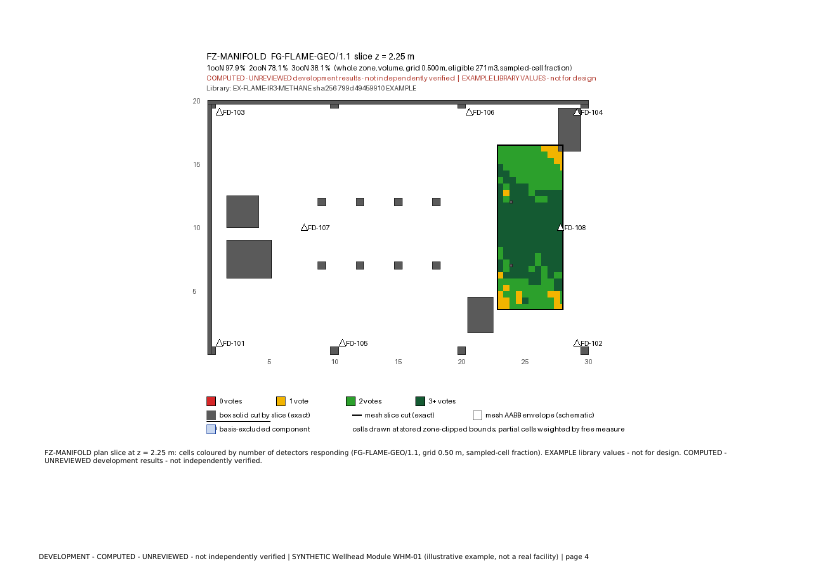 FZ-MANIFOLD FG-FLAME-GEO/1.1 slice z = 2.25 m
1ooN 97.9% 2ooN 78.1% 3ooN 38.1% (whole zone, volume, grid 0.500 m, eligible 271 m3, sampled-cell fraction)
COMPUTED - UNREVIEWED development results - not independently verified | EXAMPLE LIBRARY VALUES - not for design
Library: EX-FLAME-IR3-METHANE sha256 799d49459910 EXAMPLE
20
FD-103
FD-106
FD-104
15
10
FD-107
FD-108
5
FD-101
FD-105
FD-102
5
10
15
20
25
30
0 votes
1 vote
2 votes
3+ votes
box solid cut by slice (exact)
mesh slice cut (exact)
mesh AABB envelope (schematic)
basis-excluded component
cells drawn at stored zone-clipped bounds; partial cells weighted by free measure
FZ-MANIFOLD plan slice at z = 2.25 m: cells coloured by number of detectors responding (FG-FLAME-GEO/1.1, grid 0.50 m, sampled-cell fraction). EXAMPLE library values - not for design. COMPUTED -
UNREVIEWED development results - not independently verified.
DEVELOPMENT - COMPUTED - UNREVIEWED - not independently verified | SYNTHETIC Wellhead Module WHM-01 (illustrative example, not a real facility) | page 4